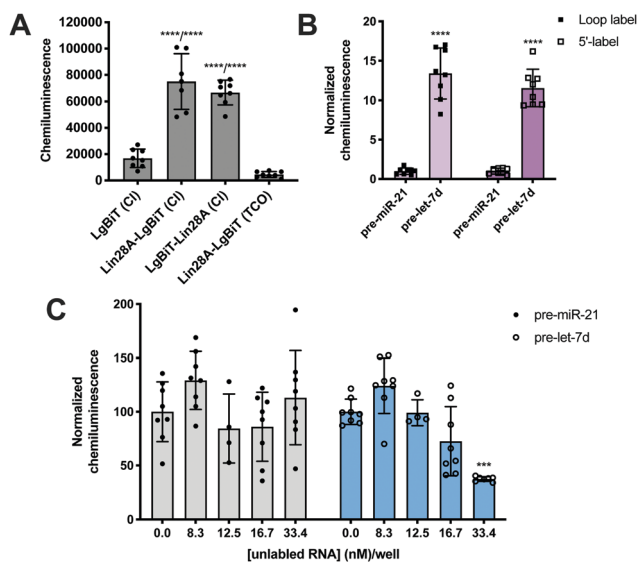 A
Chemiluminescence
120000
100000
80000
60000
40000
20000
0
****/****
****/****
LgBiT (Cl)
Lin28A-LgBiT (Cl)
LgBiT-Lin28A (Cl)
Lin28A-LgBiT (TCO)
B
Normalized
chemiluminescence
20
15
10
5
0
****
****
Loop label
5'-label
pre-miR-21
pre-let-7d
pre-miR-21
pre-let-7d
C
Normalized
chemiluminescence
200
150
100
50
0
***
pre-miR-21
pre-let-7d
0.0 8.3 12.5 16.7 33.4 0.0 8.3 12.5 16.7 33.4
[unlabled RNA] (nM)/well